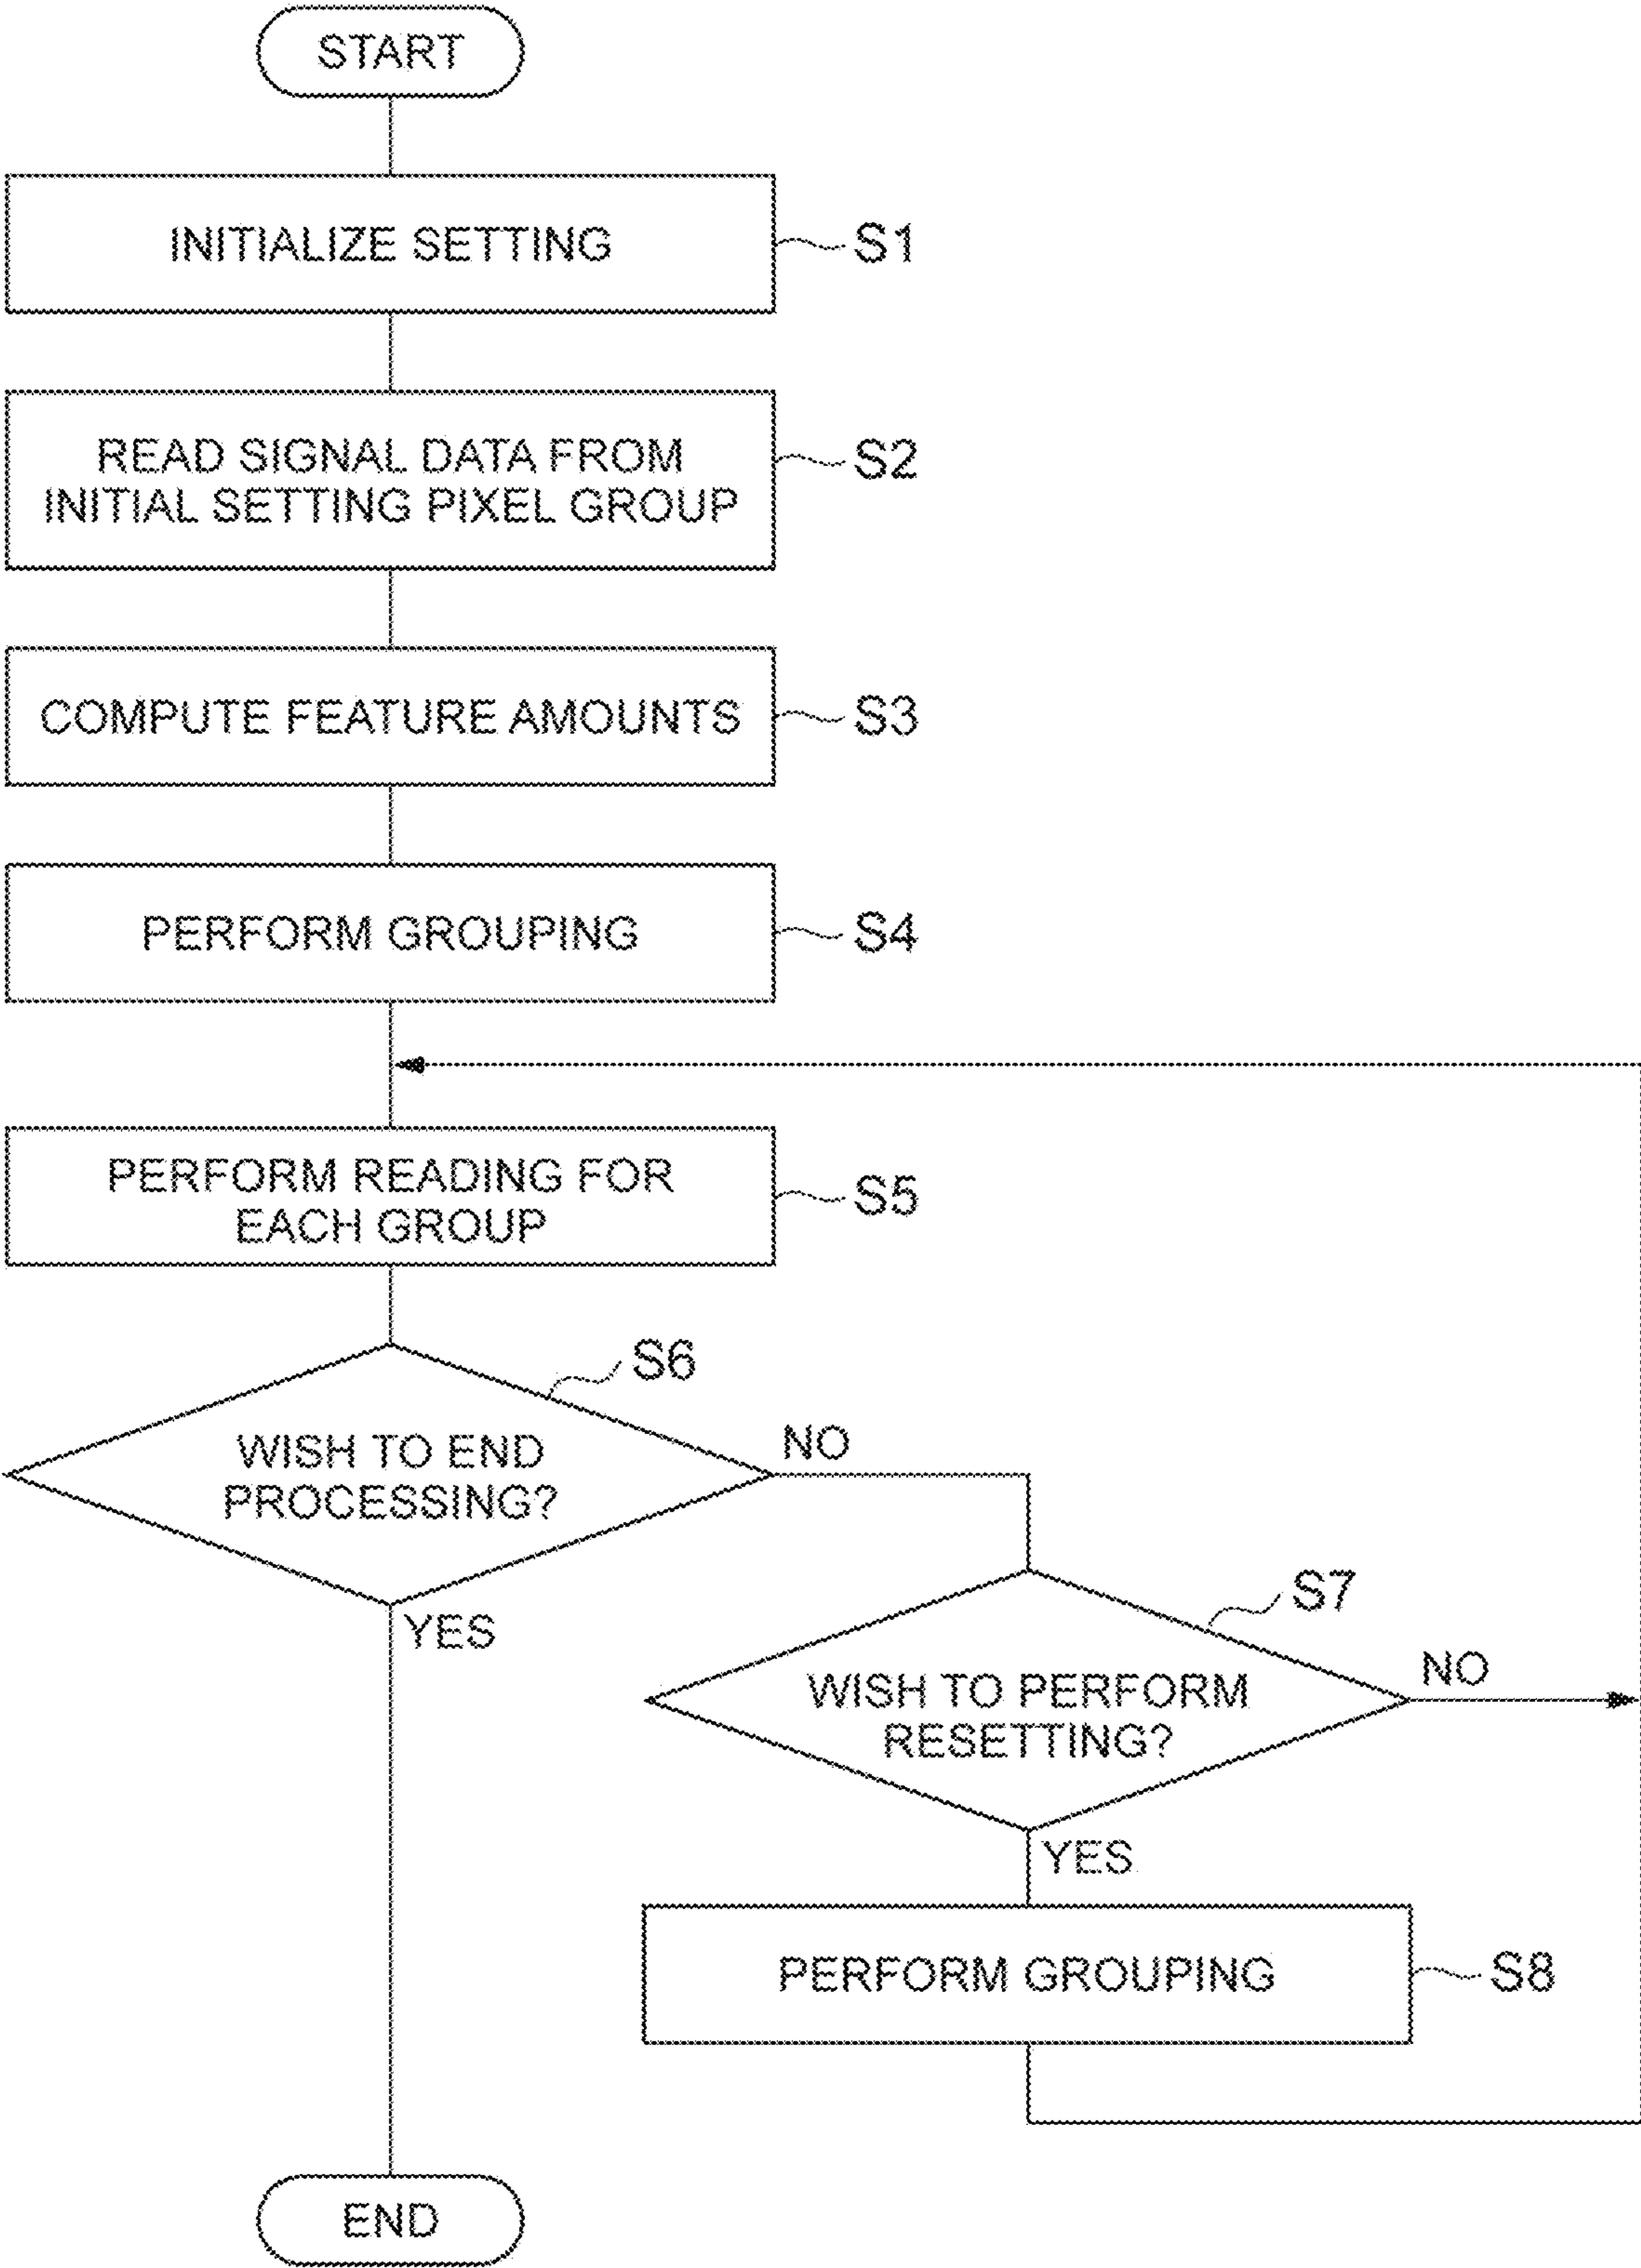 START
INITIALIZE SETTING
S1
READ SIGNAL DATA FROM
INITIAL SETTING PIXEL GROUP
S2
COMPUTE FEATURE AMOUNTS
S3
PERFORM GROUPING
S4
PERFORM READING FOR
EACH GROUP
S5
S6
WISH TO END
PROCESSING?
NO
YES
S7
WISH TO PERFORM
RESETTING?
NO
YES
PERFORM GROUPING
S8
END